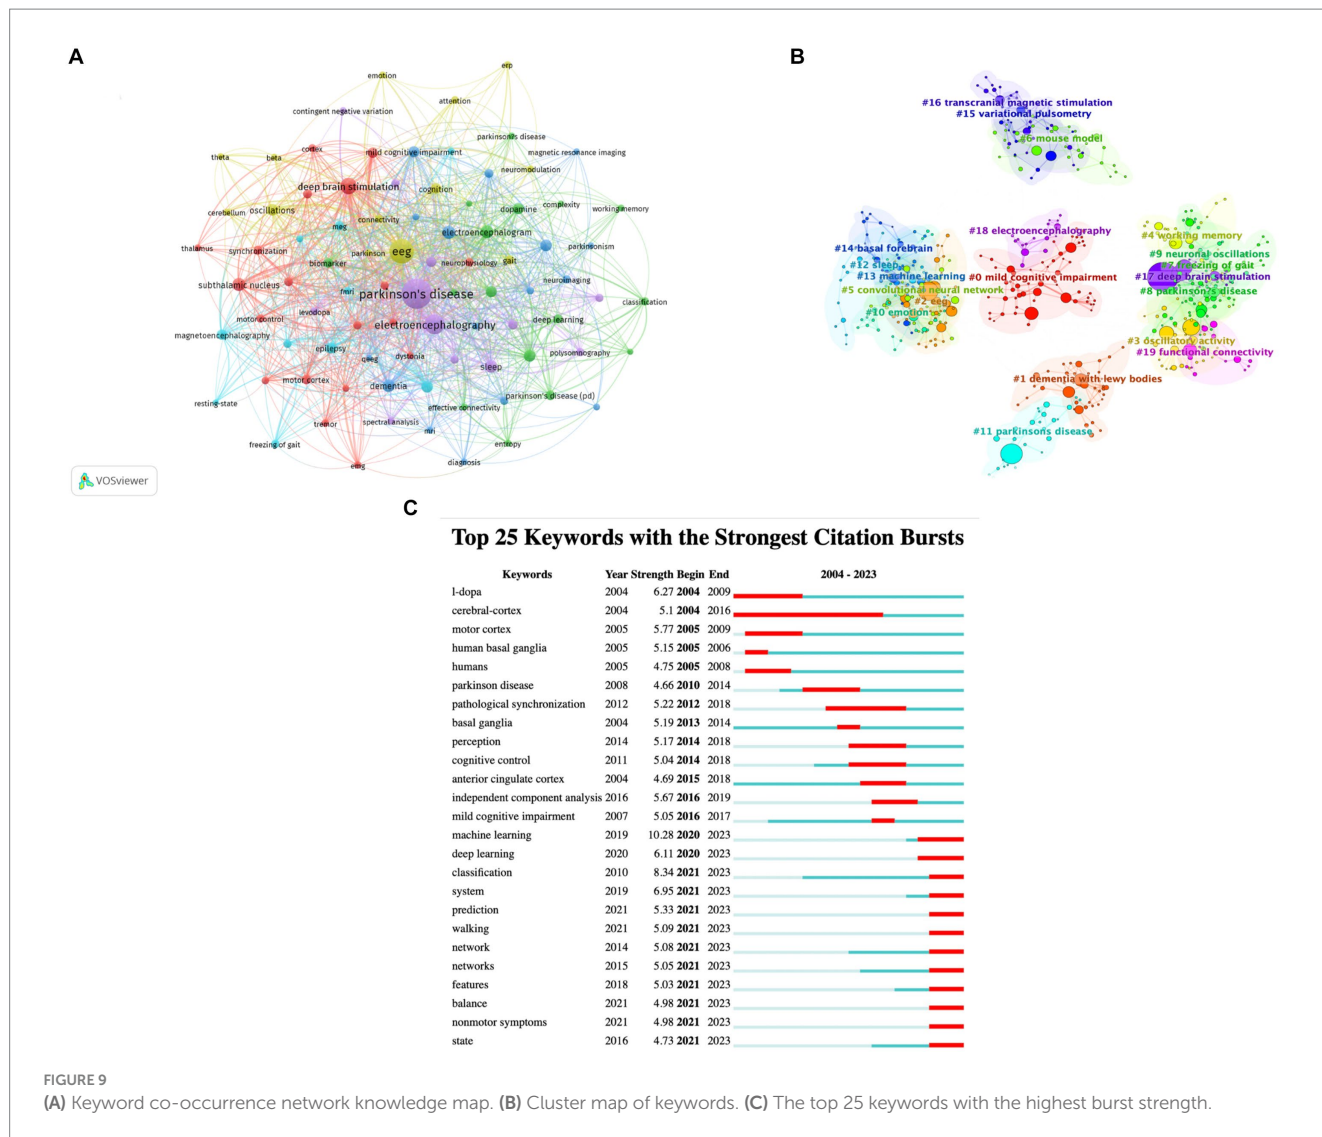 A
B
emotion
erp
contingent negative variation
attention
parkinson's disease
theta
beta
cortex
mild cognitive impairment
magnetic resonance imaging
neuromodulation
deep brain stimulation
cognition
cerebellum
oscillations
connectivity
dopamine
complexity
working memory
meg
electroencephalogram
thalamus
synchronization
parkinson
eeg
parkinsonism
biomarker
neurophysiology
gait
subthalamic nucleus
fmri
neuroimaging
parkinson's disease
classification
levodopa
motor control
electroencephalography
deep learning
magnetoencephalography
epilepsy
qeeg
dystonia
polysomnography
sleep
motor cortex
dementia
resting-state
effective connectivity
parkinson's disease (pd)
tremor
spectral analysis
mri
freezing of gait
entropy
emg
diagnosis
VOSviewer
#16 transcranial magnetic stimulation
#15 variational pulsometry
#6 mouse model
#18 electroencephalography
#4 working memory
#14 basal forebrain
#9 neuronal oscillations
#12 sleep
#7 freezing of gait
#13 machine learning
#0 mild cognitive impairment
#17 deep brain stimulation
#5 convolutional neural network
#8 parkinson?s disease
#2 eeg
#10 emotion
#3 oscillatory activity
#19 functional connectivity
#1 dementia with lewy bodies
#11 parkinsons disease
C
Top 25 Keywords with the Strongest Citation Bursts
Keywords Year Strength Begin End 2004 - 2023
l-dopa 2004 6.27 2004 2009
cerebral-cortex 2004 5.1 2004 2016
motor cortex 2005 5.77 2005 2009
human basal ganglia 2005 5.15 2005 2006
humans 2005 4.75 2005 2008
parkinson disease 2008 4.66 2010 2014
pathological synchronization 2012 5.22 2012 2018
basal ganglia 2004 5.19 2013 2014
perception 2014 5.17 2014 2018
cognitive control 2011 5.04 2014 2018
anterior cingulate cortex 2004 4.69 2015 2018
independent component analysis 2016 5.67 2016 2019
mild cognitive impairment 2007 5.05 2016 2017
machine learning 2019 10.28 2020 2023
deep learning 2020 6.11 2020 2023
classification 2010 8.34 2021 2023
system 2019 6.95 2021 2023
prediction 2021 5.33 2021 2023
walking 2021 5.09 2021 2023
network 2014 5.08 2021 2023
networks 2015 5.05 2021 2023
features 2018 5.03 2021 2023
balance 2021 4.98 2021 2023
nonmotor symptoms 2021 4.98 2021 2023
state 2016 4.73 2021 2023
FIGURE 9
(A) Keyword co-occurrence network knowledge map. (B) Cluster map of keywords. (C) The top 25 keywords with the highest burst strength.